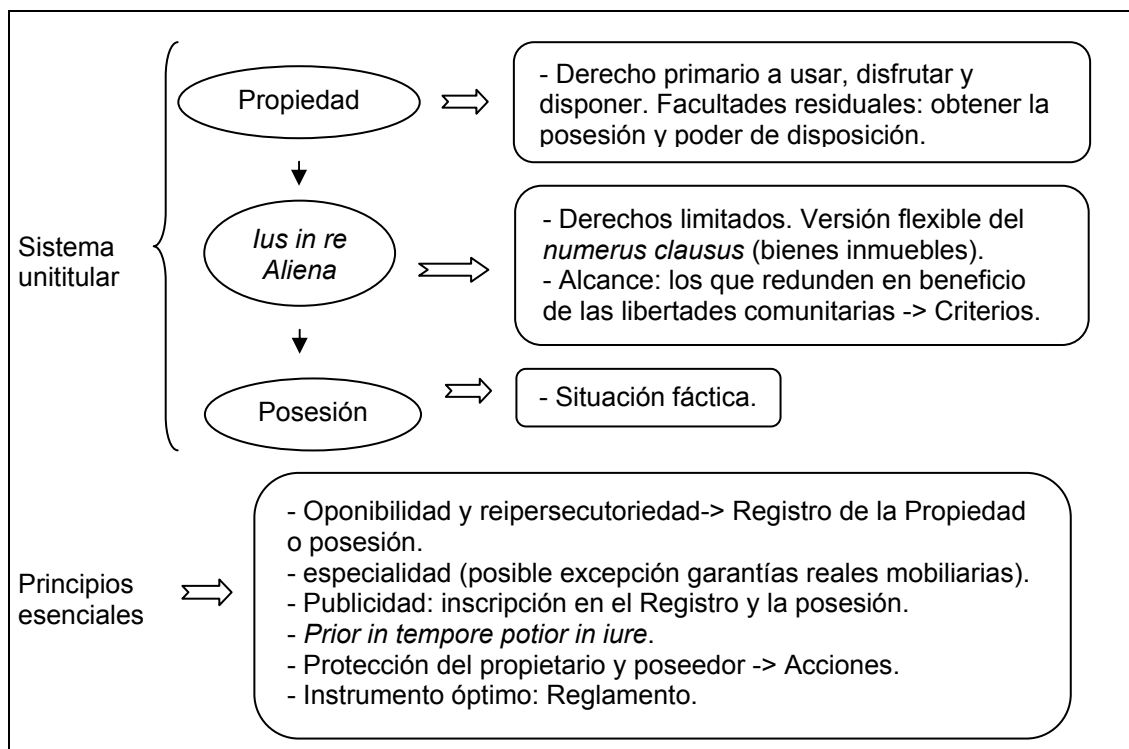 Propiedad
- Derecho primario a usar, disfrutar y
disponer. Facultades residuales: obtener la
posesión y poder de disposición.
Sistema
unititular
Ius in re
Aliena
- Derechos limitados. Versión flexible del
numerus clausus (bienes inmuebles).
- Alcance: los que redunden en beneficio
de las libertades comunitarias -> Criterios.
Posesión
- Situación fáctica.
Principios
esenciales
- Oponibilidad y reipersecutoriedad-> Registro de la Propiedad
o posesión.
- especialidad (posible excepción garantías reales mobiliarias).
- Publicidad: inscripción en el Registro y la posesión.
- Prior in tempore potior in iure.
- Protección del propietario y poseedor -> Acciones.
- Instrumento óptimo: Reglamento.